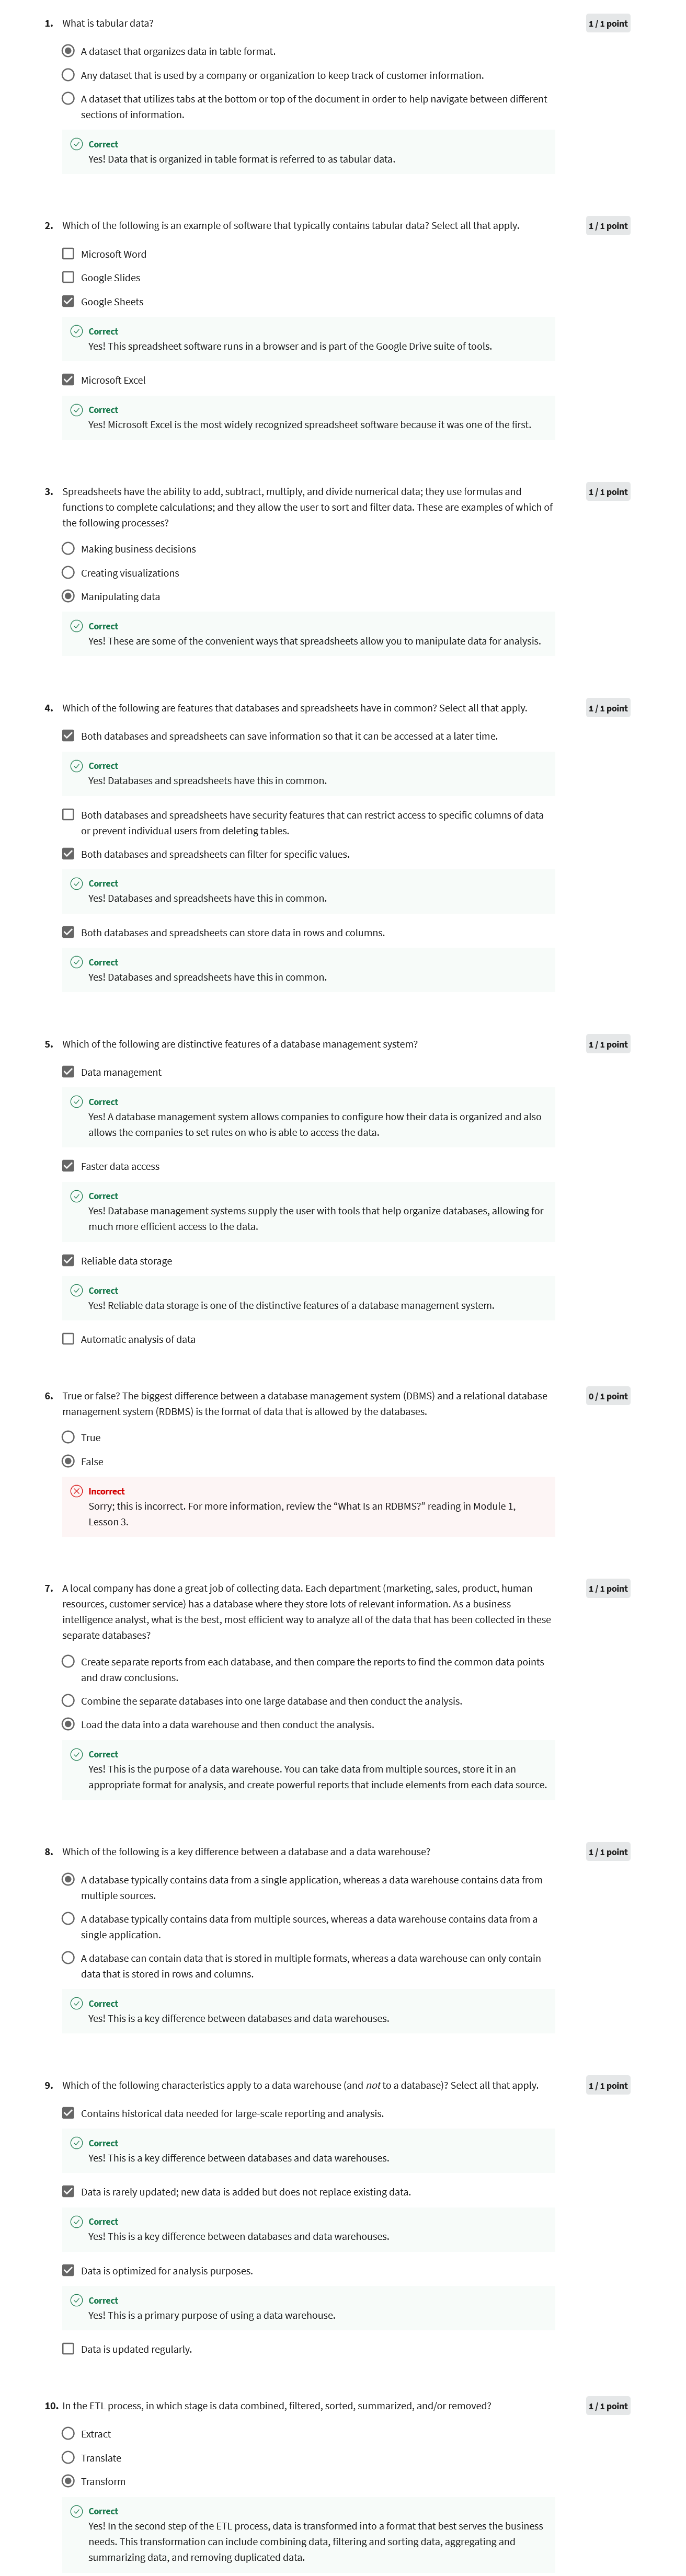 1. What is tabular data?
1 / 1 point
A dataset that organizes data in table format.
Any dataset that is used by a company or organization to keep track of customer information.
A dataset that utilizes tabs at the bottom or top of the document in order to help navigate between different
sections of information.
Correct
Yes! Data that is organized in table format is referred to as tabular data.
2. Which of the following is an example of software that typically contains tabular data? Select all that apply.
1 / 1 point
Microsoft Word
Google Slides
Google Sheets
Correct
Yes! This spreadsheet software runs in a browser and is part of the Google Drive suite of tools.
Microsoft Excel
Correct
Yes! Microsoft Excel is the most widely recognized spreadsheet software because it was one of the first.
3. Spreadsheets have the ability to add, subtract, multiply, and divide numerical data; they use formulas and
1 / 1 point
functions to complete calculations; and they allow the user to sort and filter data. These are examples of which of
the following processes?
Making business decisions
Creating visualizations
Manipulating data
Correct
Yes! These are some of the convenient ways that spreadsheets allow you to manipulate data for analysis.
4. Which of the following are features that databases and spreadsheets have in common? Select all that apply.
1 / 1 point
Both databases and spreadsheets can save information so that it can be accessed at a later time.
Correct
Yes! Databases and spreadsheets have this in common.
Both databases and spreadsheets have security features that can restrict access to specific columns of data
or prevent individual users from deleting tables.
Both databases and spreadsheets can filter for specific values.
Correct
Yes! Databases and spreadsheets have this in common.
Both databases and spreadsheets can store data in rows and columns.
Correct
Yes! Databases and spreadsheets have this in common.
5. Which of the following are distinctive features of a database management system?
1 / 1 point
Data management
Correct
Yes! A database management system allows companies to configure how their data is organized and also
allows the companies to set rules on who is able to access the data.
Faster data access
Correct
Yes! Database management systems supply the user with tools that help organize databases, allowing for
much more efficient access to the data.
Reliable data storage
Correct
Yes! Reliable data storage is one of the distinctive features of a database management system.
Automatic analysis of data
6. True or false? The biggest difference between a database management system (DBMS) and a relational database
0 / 1 point
management system (RDBMS) is the format of data that is allowed by the databases.
True
False
Incorrect
Sorry; this is incorrect. For more information, review the “What Is an RDBMS?” reading in Module 1,
Lesson 3.
7. A local company has done a great job of collecting data. Each department (marketing, sales, product, human
1 / 1 point
resources, customer service) has a database where they store lots of relevant information. As a business
intelligence analyst, what is the best, most efficient way to analyze all of the data that has been collected in these
separate databases?
Create separate reports from each database, and then compare the reports to find the common data points
and draw conclusions.
Combine the separate databases into one large database and then conduct the analysis.
Load the data into a data warehouse and then conduct the analysis.
Correct
Yes! This is the purpose of a data warehouse. You can take data from multiple sources, store it in an
appropriate format for analysis, and create powerful reports that include elements from each data source.
8. Which of the following is a key difference between a database and a data warehouse?
1 / 1 point
A database typically contains data from a single application, whereas a data warehouse contains data from
multiple sources.
A database typically contains data from multiple sources, whereas a data warehouse contains data from a
single application.
A database can contain data that is stored in multiple formats, whereas a data warehouse can only contain
data that is stored in rows and columns.
Correct
Yes! This is a key difference between databases and data warehouses.
9. Which of the following characteristics apply to a data warehouse (and not to a database)? Select all that apply.
1 / 1 point
Contains historical data needed for large-scale reporting and analysis.
Correct
Yes! This is a key difference between databases and data warehouses.
Data is rarely updated; new data is added but does not replace existing data.
Correct
Yes! This is a key difference between databases and data warehouses.
Data is optimized for analysis purposes.
Correct
Yes! This is a primary purpose of using a data warehouse.
Data is updated regularly.
10. In the ETL process, in which stage is data combined, filtered, sorted, summarized, and/or removed?
1 / 1 point
Extract
Translate
Transform
Correct
Yes! In the second step of the ETL process, data is transformed into a format that best serves the business
needs. This transformation can include combining data, filtering and sorting data, aggregating and
summarizing data, and removing duplicated data.